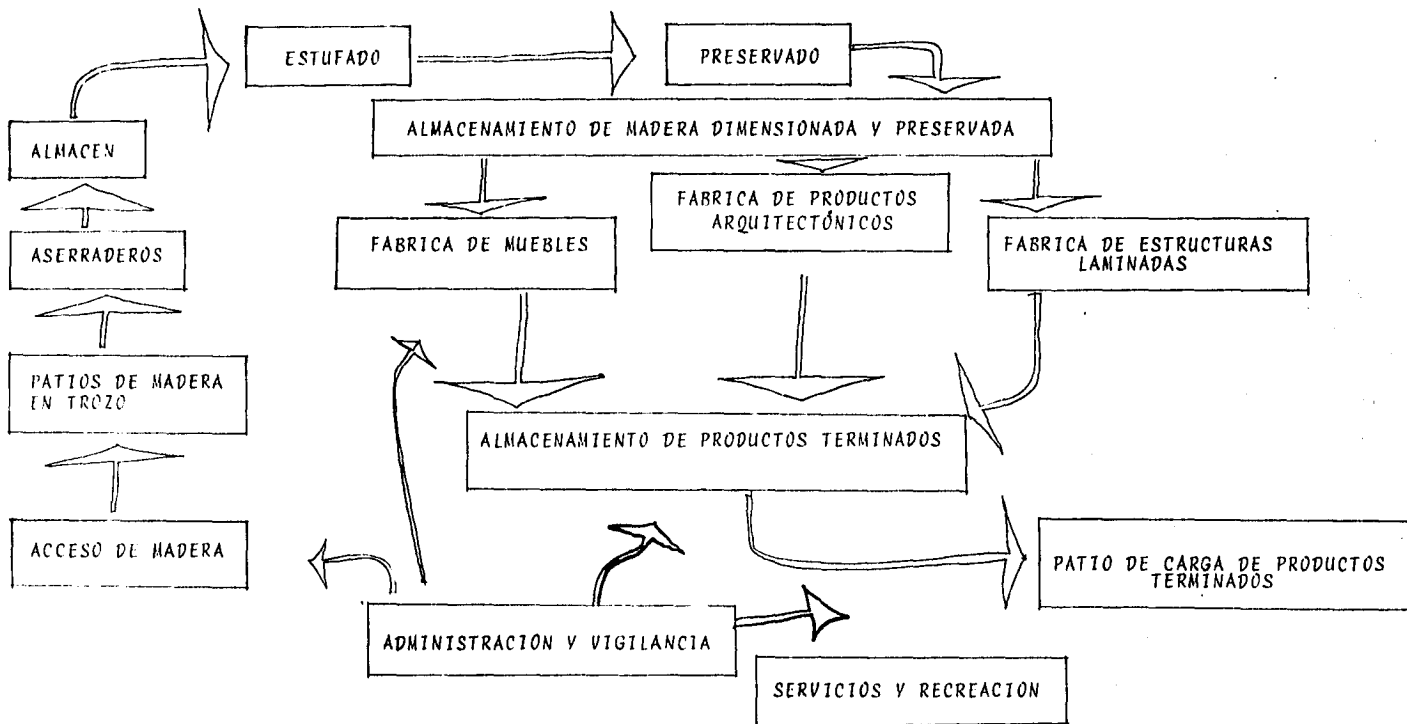 ESTUFADO
PRESERVADO
ALMACENAMIENTO DE MADERA DIMENSIONADA Y PRESERVADA
ALMACEN
FABRICA DE PRODUCTOS
ARQUITECTÓNICOS
FABRICA DE MUEBLES
FABRICA DE ESTRUCTURAS
LAMINADAS
ASERRADEROS
PATIOS DE MADERA
EN TROZO
ALMACENAMIENTO DE PRODUCTOS TERMINADOS
ACCESO DE MADERA
PATIO DE CARGA DE PRODUCTOS
TERMINADOS
ADMINISTRACION Y VIGILANCIA
SERVICIOS Y RECREACION